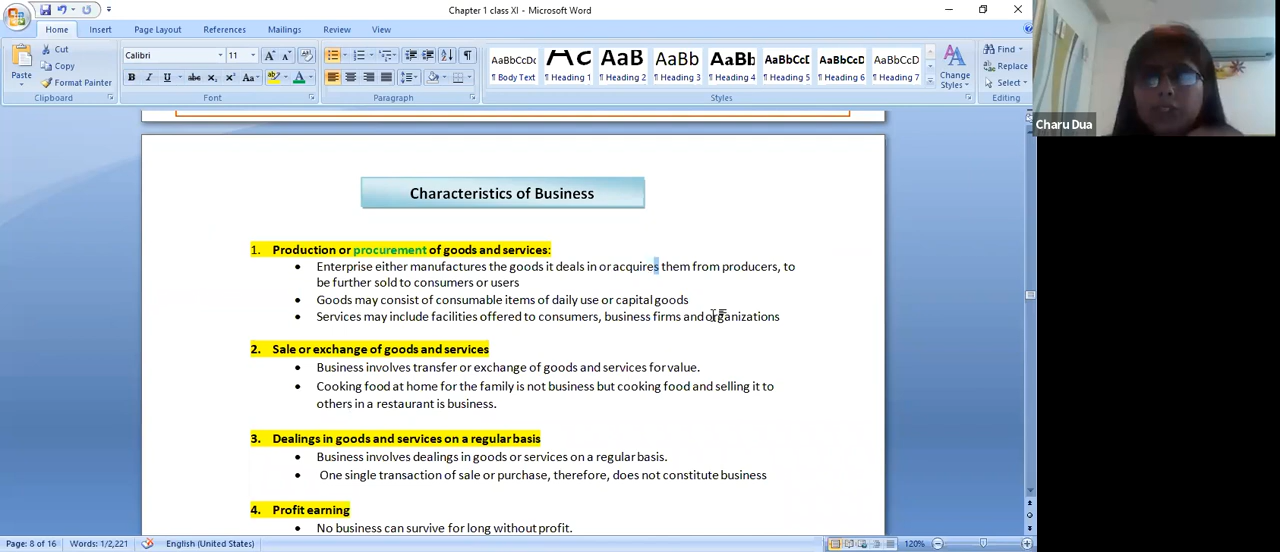 Chapter 1 class XI - Microsoft Word
Home Insert Page Layout References Mailings Review View
Cut
Copy
Format Painter
Paste
Clipboard
Calibri 11
Font
Paragraph
AaBbCcDc AaB AaBb AaBb( AaBbCcI AaBbCcD AaBbCcDc
¶ Body Text Heading 1 Heading 2 Heading 3 Heading 4 Heading 5 Heading 6 Heading 7
Change
Styles
Styles
Find
Replace
Select
Editing
Charu Dua
Characteristics of Business
1. Production or procurement of goods and services:
• Enterprise either manufactures the goods it deals in or acquires them from producers, to
be further sold to consumers or users
• Goods may consist of consumable items of daily use or capital goods
• Services may include facilities offered to consumers, business firms and organizations
2. Sale or exchange of goods and services
• Business involves transfer or exchange of goods and services for value.
• Cooking food at home for the family is not business but cooking food and selling it to
others in a restaurant is business.
3. Dealings in goods and services on a regular basis
• Business involves dealings in goods or services on a regular basis.
• One single transaction of sale or purchase, therefore, does not constitute business
4. Profit earning
• No business can survive for long without profit.
Page: 8 of 16 Words: 1/2,221 English (United States) 120%